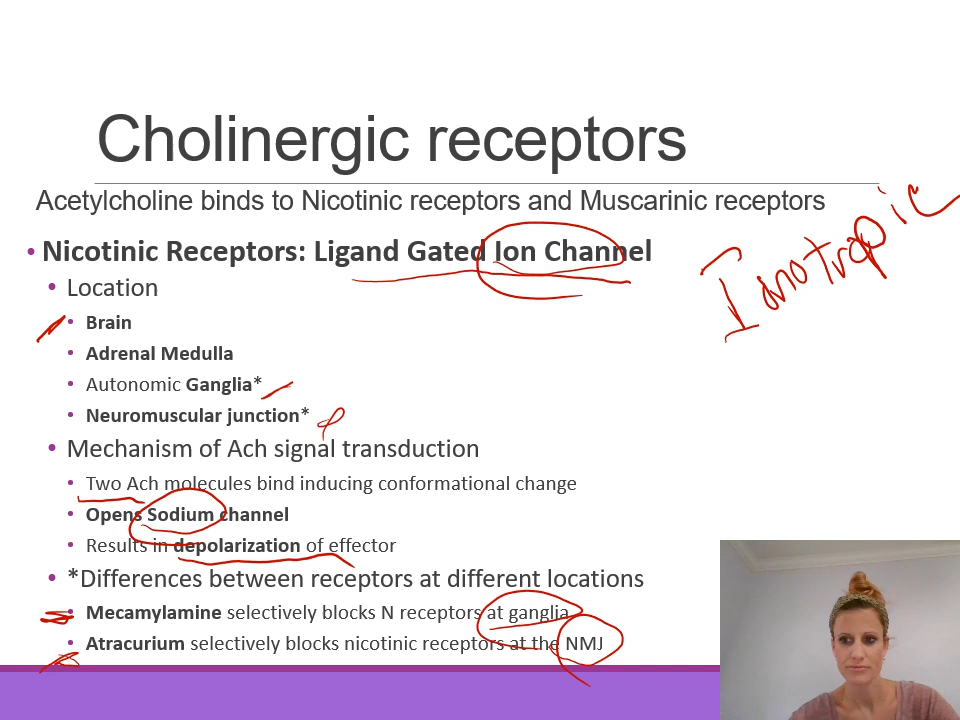 Cholinergic receptors
Acetylcholine binds to Nicotinic receptors and Muscarinic receptors
• Nicotinic Receptors: Ligand Gated Ion Channel
Ionotropic
• Location
• Brain
• Adrenal Medulla
• Autonomic Ganglia*
• Neuromuscular junction*
• Mechanism of Ach signal transduction
• Two Ach molecules bind inducing conformational change
• Opens Sodium channel
• Results in depolarization of effector
• *Differences between receptors at different locations
• Mecamylamine selectively blocks N receptors at ganglia
• Atracurium selectively blocks nicotinic receptors at the NMJ